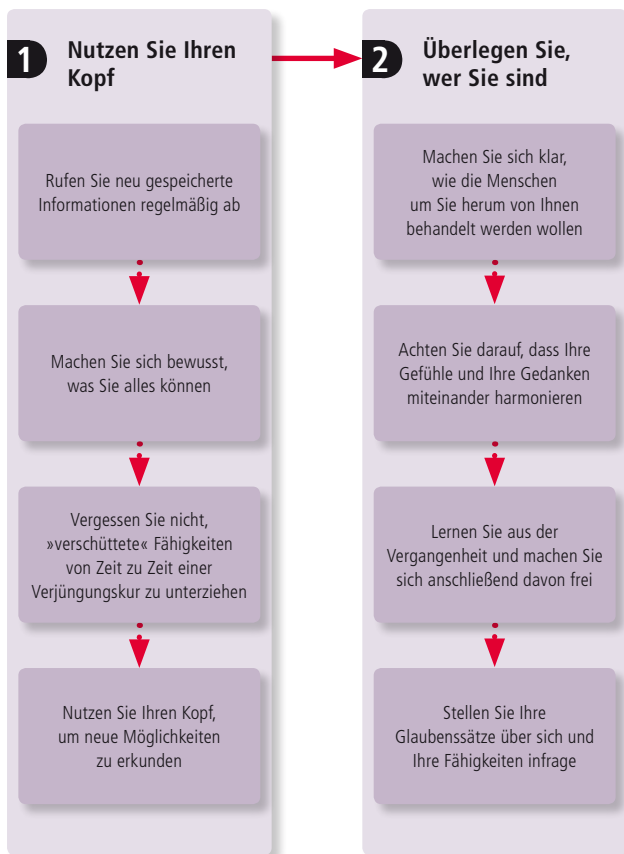 1
Nutzen Sie Ihren
Kopf
Rufen Sie neu gespeicherte
Informationen regelmäßig ab
Machen Sie sich bewusst,
was Sie alles können
Vergessen Sie nicht,
»verschüttete« Fähigkeiten
von Zeit zu Zeit einer
Verjüngungskur zu unterziehen
Nutzen Sie Ihren Kopf,
um neue Möglichkeiten
zu erkunden
2
Überlegen Sie,
wer Sie sind
Machen Sie sich klar,
wie die Menschen
um Sie herum von Ihnen
behandelt werden wollen
Achten Sie darauf, dass Ihre
Gefühle und Ihre Gedanken
miteinander harmonieren
Lernen Sie aus der
Vergangenheit und machen Sie
sich anschließend davon frei
Stellen Sie Ihre
Glaubenssätze über sich und
Ihre Fähigkeiten infrage